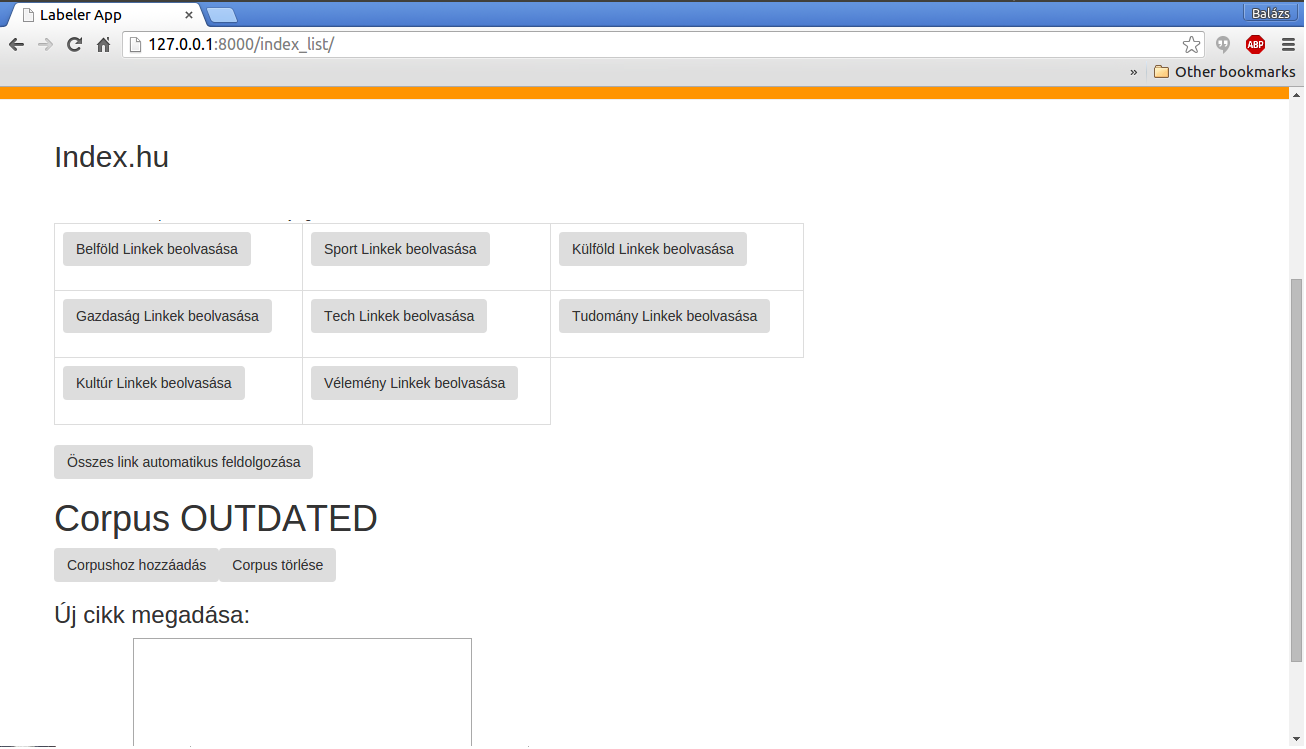 Labeler App
Balázs
127.0.0.1:8000/index_list/
ABP
» Other bookmarks
Index.hu
Belföld Linkek beolvasása Sport Linkek beolvasása Külföld Linkek beolvasása
Gazdaság Linkek beolvasása Tech Linkek beolvasása Tudomány Linkek beolvasása
Kultúr Linkek beolvasása Vélemény Linkek beolvasása
Összes link automatikus feldolgozása
Corpus OUTDATED
Corpushoz hozzáadás Corpus törlése
Új cikk megadása: